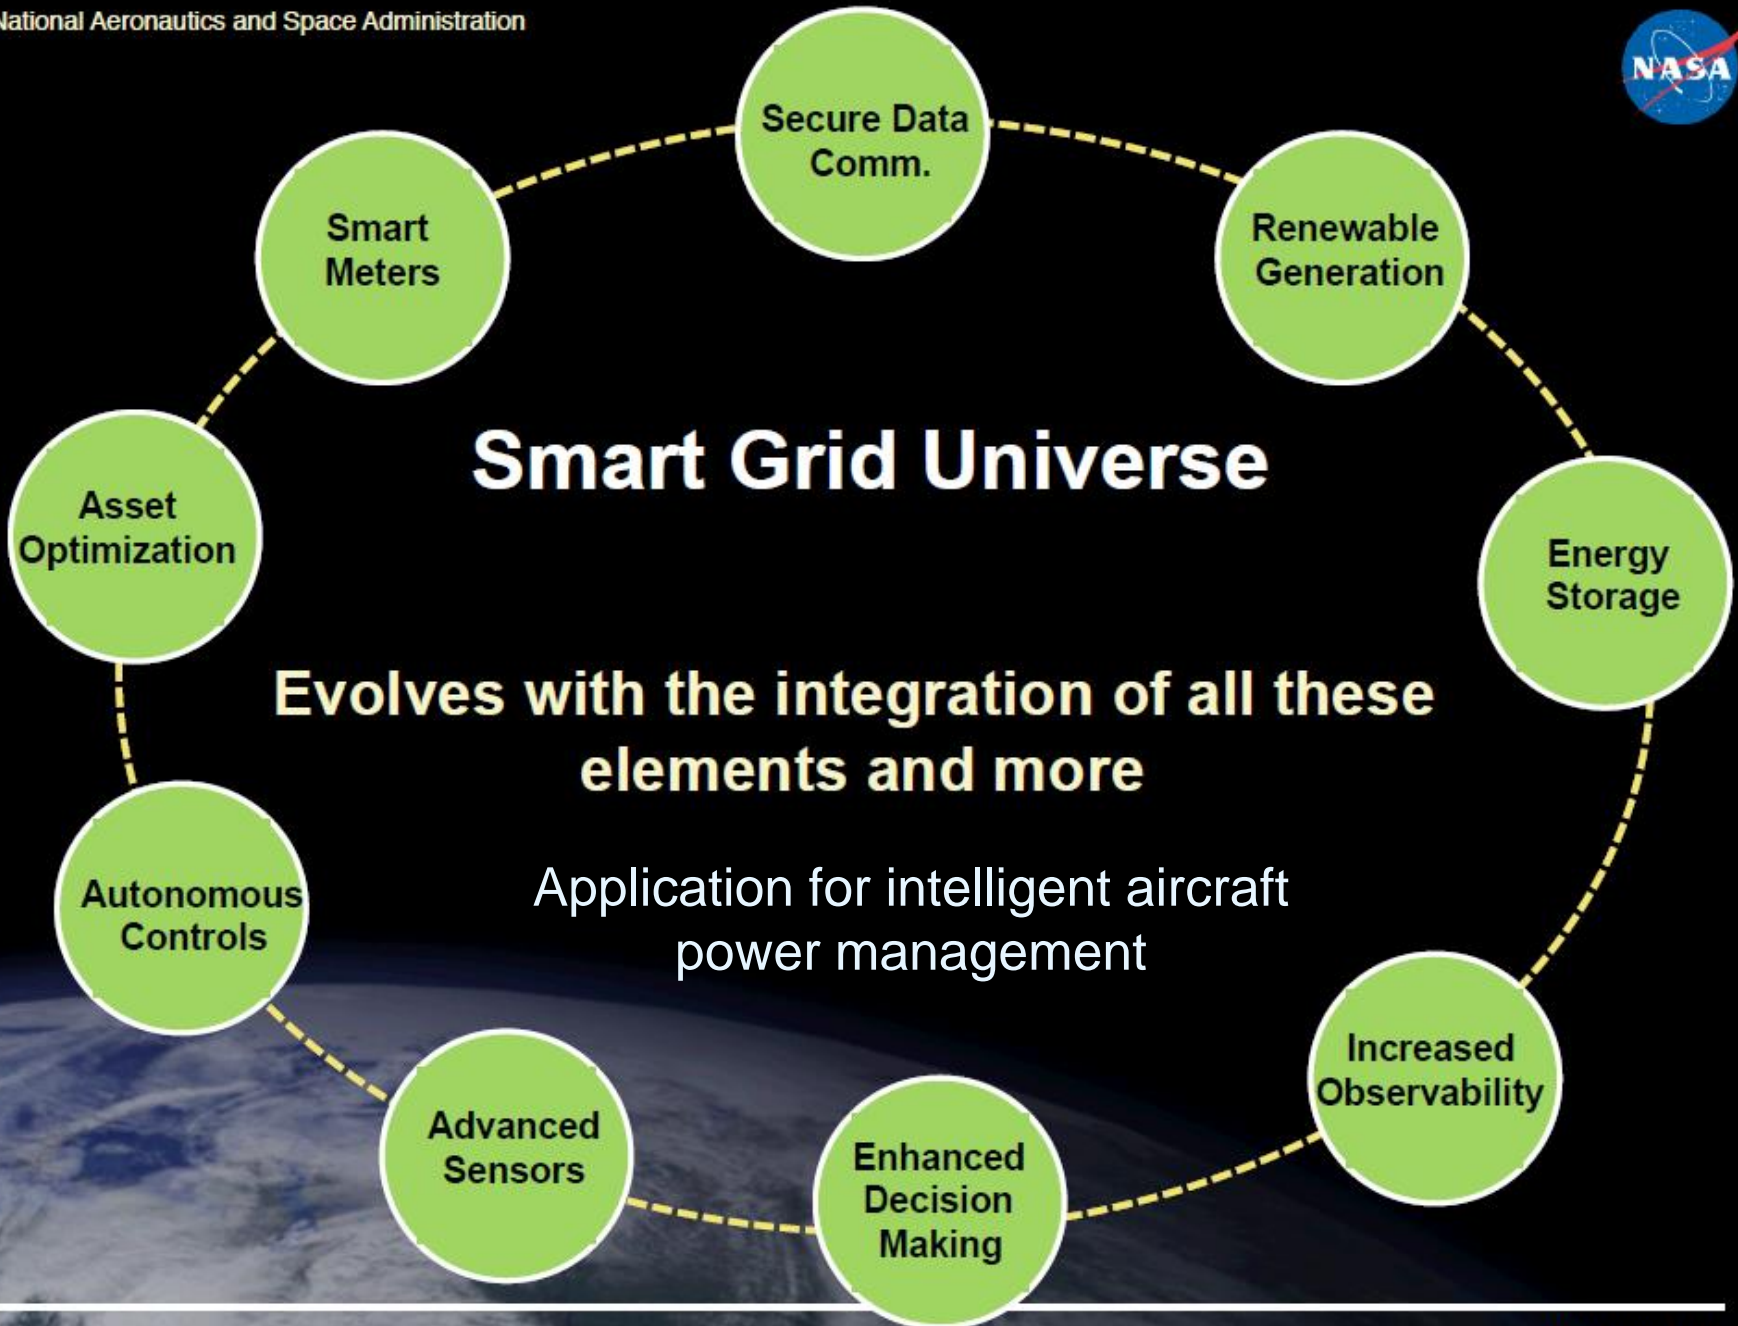 National Aeronautics and Space Administration
NASA
Secure Data
Comm.
Smart
Meters
Renewable
Generation
Smart Grid Universe
Asset
Optimization
Energy
Storage
Evolves with the integration of all these
elements and more
Application for intelligent aircraft
power management
Autonomous
Controls
Increased
Observability
Advanced
Sensors
Enhanced
Decision
Making